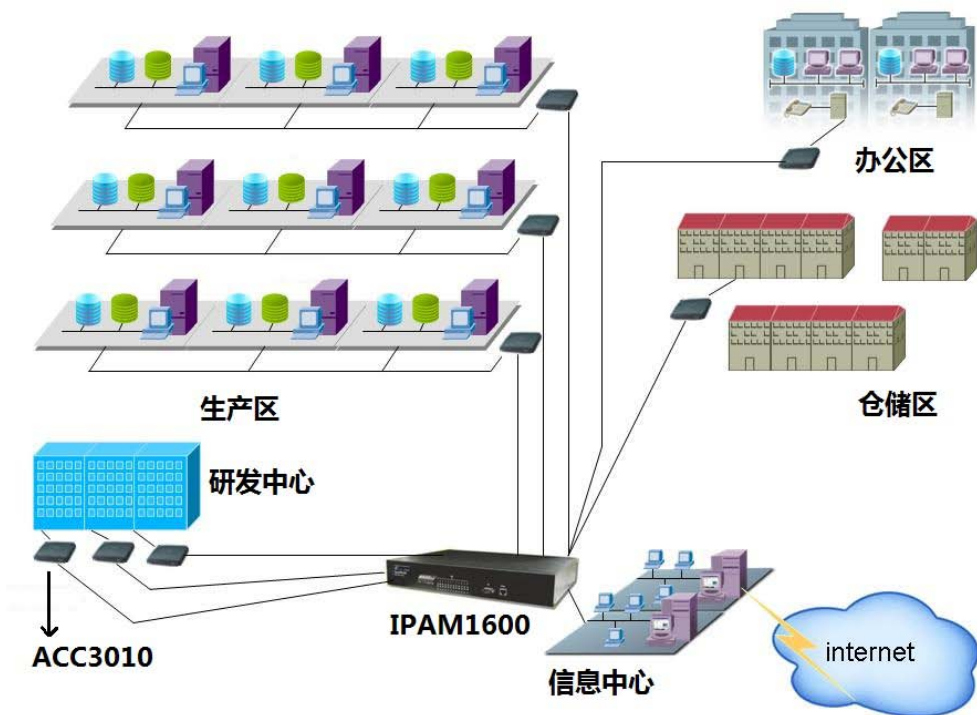 办公区
仓储区
生产区
研发中心
IPAM1600
ACC3010
信息中心
internet